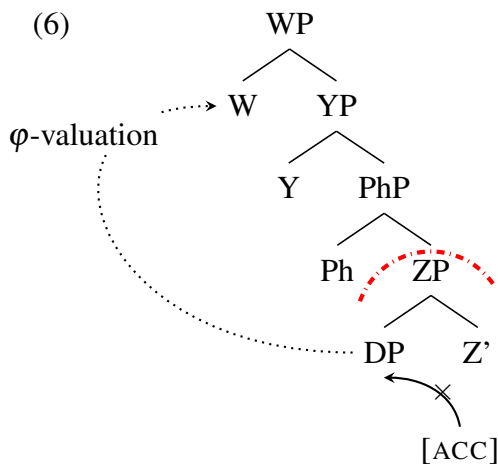 (6)
WP
W YP
φ-valuation
Y PhP
Ph ZP
DP Z’
[ACC]